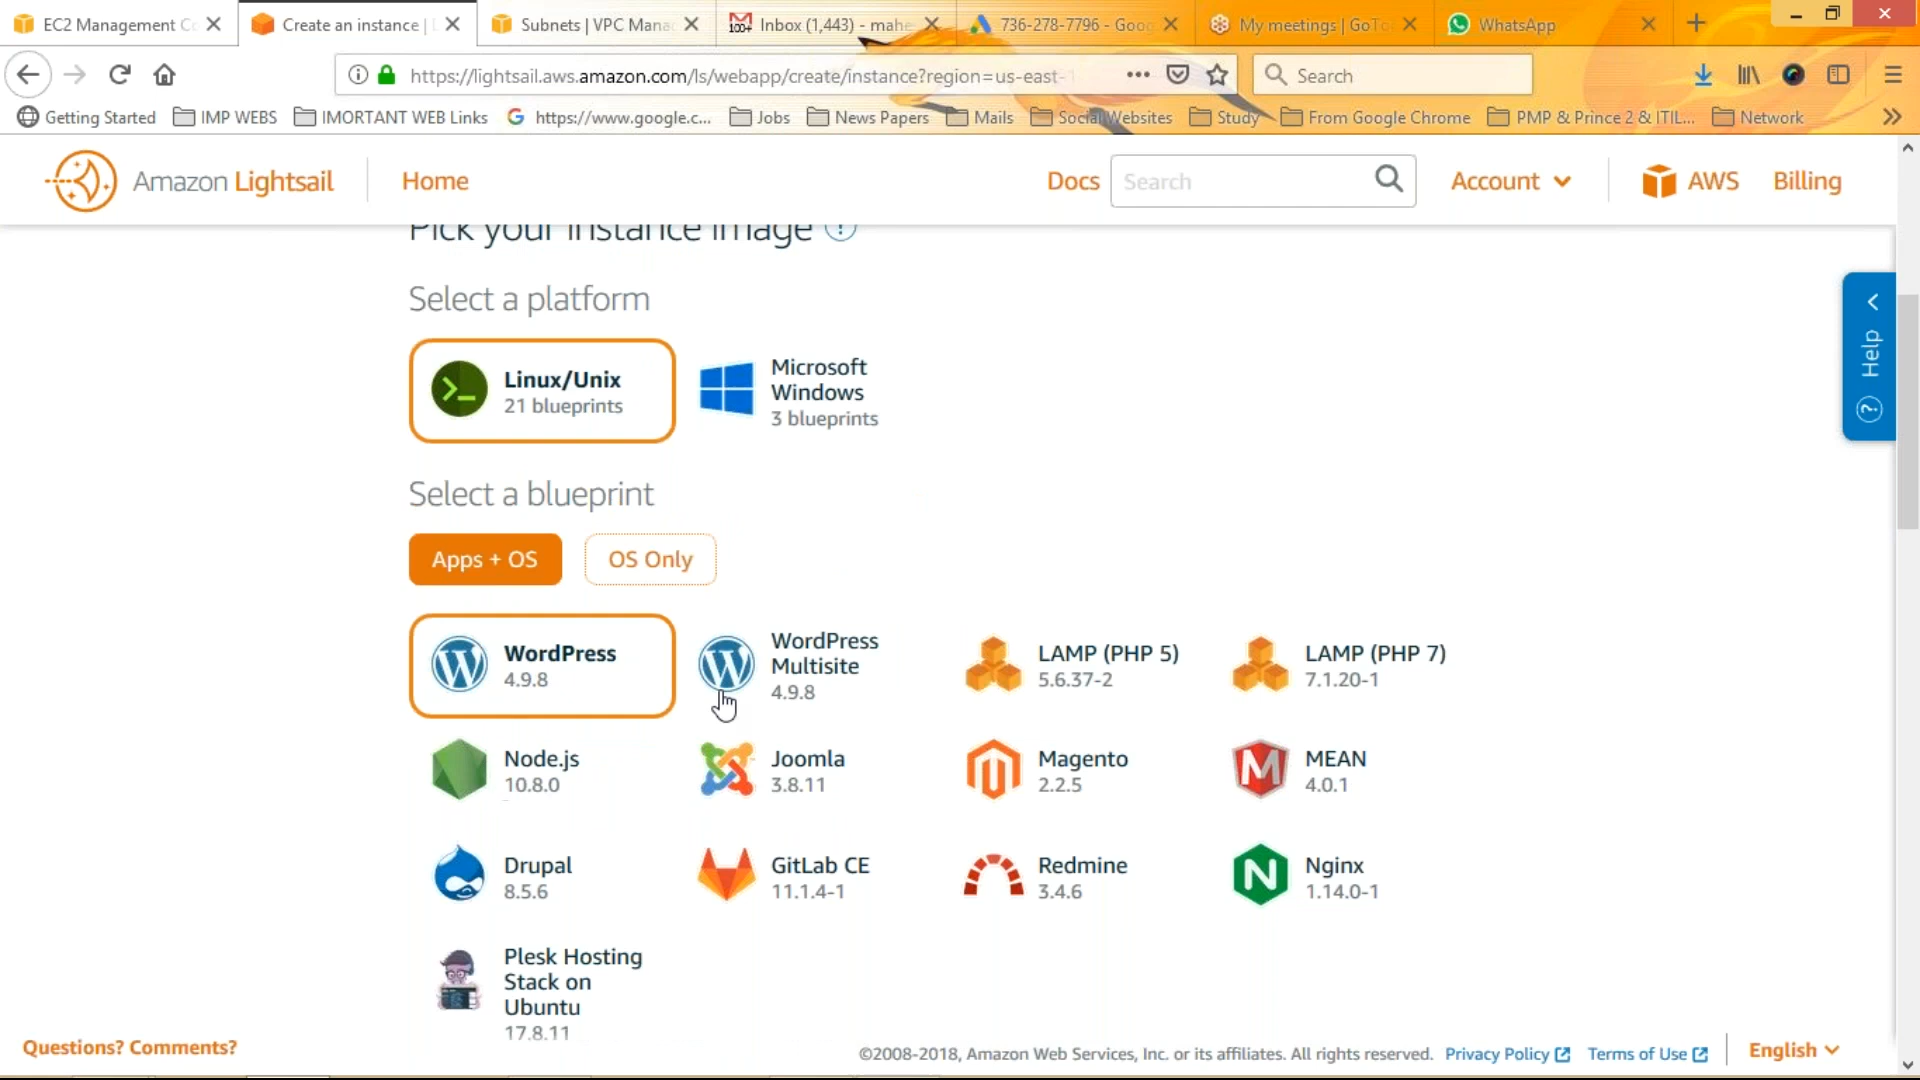 EC2 Management Co
Create an instance |
Subnets | VPC Mana
Inbox (1,443) - mahe
736-278-7796 - Goo
My meetings | GoTo
WhatsApp
https://lightsail.aws.amazon.com/ls/webapp/create/instance?region=us-east-1
Search
Getting Started
IMP WEBS
IMORTANT WEB Links
https://www.google.c...
Jobs
News Papers
Mails
Social Websites
Study
From Google Chrome
PMP & Prince 2 & ITIL...
Network
Amazon Lightsail
Home
Docs
Search
Account
AWS
Billing
Pick your instance image
Help
Select a platform
Linux/Unix
21 blueprints
Microsoft
Windows
3 blueprints
Select a blueprint
Apps + OS
OS Only
WordPress
4.9.8
WordPress
Multisite
4.9.8
LAMP (PHP 5)
5.6.37-2
LAMP (PHP 7)
7.1.20-1
Node.js
10.8.0
Joomla
3.8.11
Magento
2.2.5
MEAN
4.0.1
Drupal
8.5.6
GitLab CE
11.1.4-1
Redmine
3.4.6
Nginx
1.14.0-1
Plesk Hosting
Stack on
Ubuntu
17.8.11
Questions? Comments?
©2008-2018, Amazon Web Services, Inc. or its affiliates. All rights reserved.
Privacy Policy
Terms of Use
English